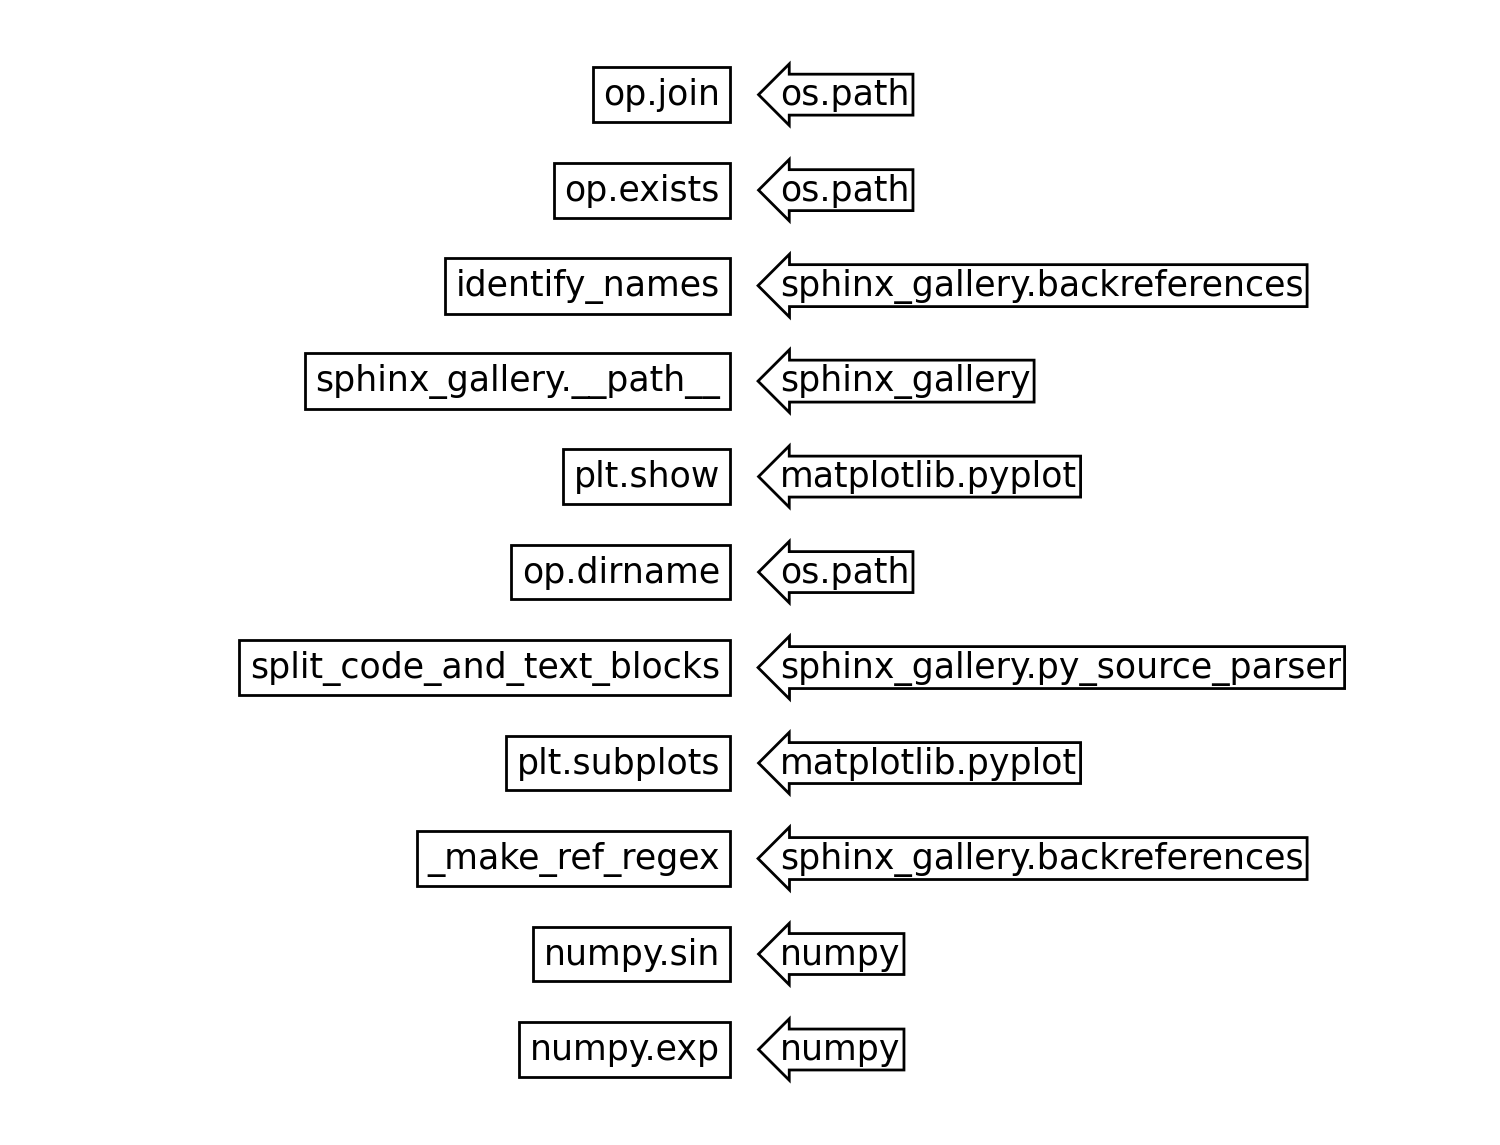 op.join os.path
op.exists os.path
identify_names sphinx_gallery.backreferences
sphinx_gallery.__path__ sphinx_gallery
plt.show matplotlib.pyplot
op.dirname os.path
split_code_and_text_blocks sphinx_gallery.py_source_parser
plt.subplots matplotlib.pyplot
_make_ref_regex sphinx_gallery.backreferences
numpy.sin numpy
numpy.exp numpy